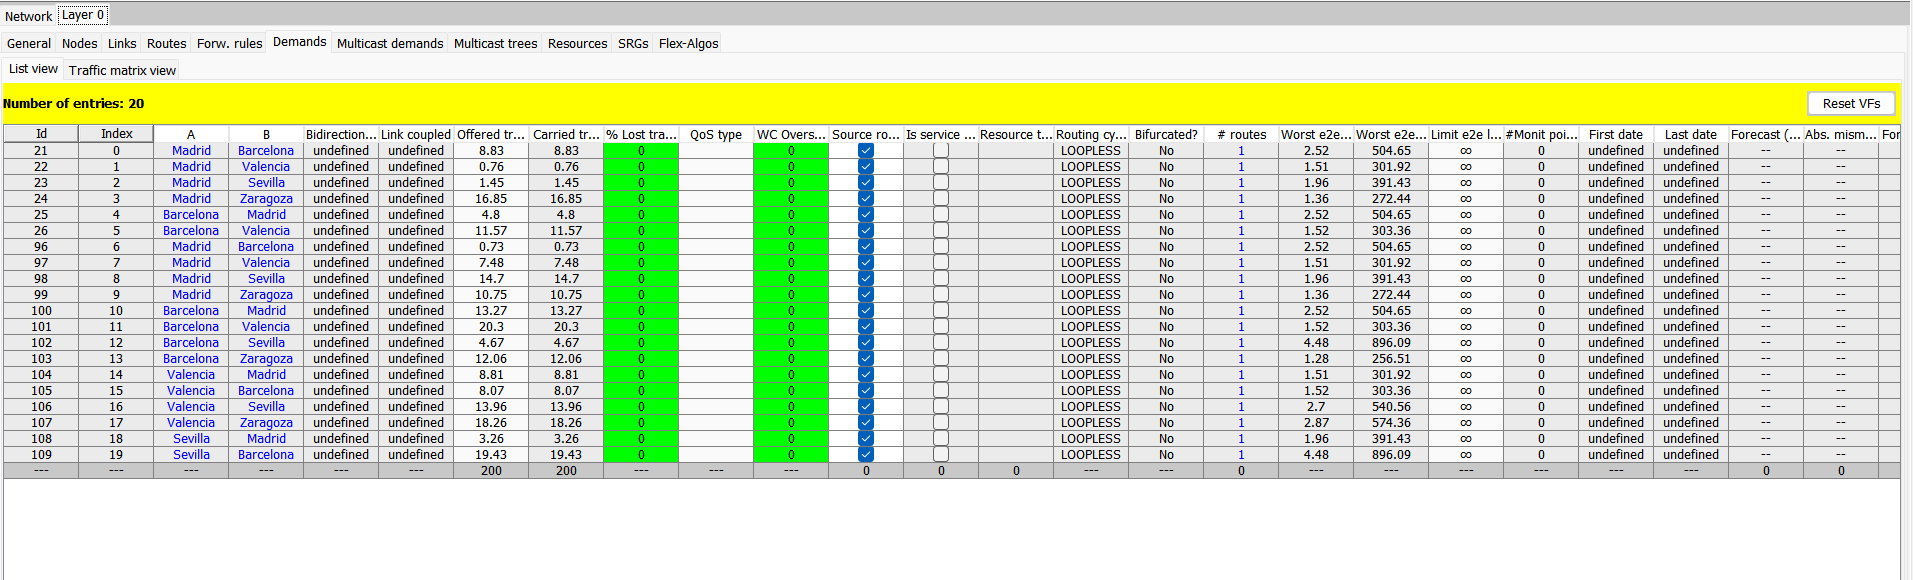 Network Layer 0
General Nodes Links Routes Forw. rules Demands Multicast demands Multicast trees Resources SRGs Flex-Algos
List view Traffic matrix view
Number of entries: 20 Reset VFs
Id Index A B Bidirection... Link coupled Offered tr... Carried tr... % Lost tra... QoS type WC Overs... Source ro... Is service ... Resource t... Routing cy... Bifurcated? # routes Worst e2e... Worst e2e... Limit e2e l... #Monit poi... First date Last date Forecast (... Abs. mism... For
21 0 Madrid Barcelona undefined undefined 8.83 8.83 0 0 LOOPLESS No 1 2.52 504.65 ∞ 0 undefined undefined -- --
22 1 Madrid Valencia undefined undefined 0.76 0.76 0 0 LOOPLESS No 1 1.51 301.92 ∞ 0 undefined undefined -- --
23 2 Madrid Sevilla undefined undefined 1.45 1.45 0 0 LOOPLESS No 1 1.96 391.43 ∞ 0 undefined undefined -- --
24 3 Madrid Zaragoza undefined undefined 16.85 16.85 0 0 LOOPLESS No 1 1.36 272.44 ∞ 0 undefined undefined -- --
25 4 Barcelona Madrid undefined undefined 4.8 4.8 0 0 LOOPLESS No 1 2.52 504.65 ∞ 0 undefined undefined -- --
26 5 Barcelona Valencia undefined undefined 11.57 11.57 0 0 LOOPLESS No 1 1.52 303.36 ∞ 0 undefined undefined -- --
96 6 Madrid Barcelona undefined undefined 0.73 0.73 0 0 LOOPLESS No 1 2.52 504.65 ∞ 0 undefined undefined -- --
97 7 Madrid Valencia undefined undefined 7.48 7.48 0 0 LOOPLESS No 1 1.51 301.92 ∞ 0 undefined undefined -- --
98 8 Madrid Sevilla undefined undefined 14.7 14.7 0 0 LOOPLESS No 1 1.96 391.43 ∞ 0 undefined undefined -- --
99 9 Madrid Zaragoza undefined undefined 10.75 10.75 0 0 LOOPLESS No 1 1.36 272.44 ∞ 0 undefined undefined -- --
100 10 Barcelona Madrid undefined undefined 13.27 13.27 0 0 LOOPLESS No 1 2.52 504.65 ∞ 0 undefined undefined -- --
101 11 Barcelona Valencia undefined undefined 20.3 20.3 0 0 LOOPLESS No 1 1.52 303.36 ∞ 0 undefined undefined -- --
102 12 Barcelona Sevilla undefined undefined 4.67 4.67 0 0 LOOPLESS No 1 4.48 896.09 ∞ 0 undefined undefined -- --
103 13 Barcelona Zaragoza undefined undefined 12.06 12.06 0 0 LOOPLESS No 1 1.28 256.51 ∞ 0 undefined undefined -- --
104 14 Valencia Madrid undefined undefined 8.81 8.81 0 0 LOOPLESS No 1 1.51 301.92 ∞ 0 undefined undefined -- --
105 15 Valencia Barcelona undefined undefined 8.07 8.07 0 0 LOOPLESS No 1 1.52 303.36 ∞ 0 undefined undefined -- --
106 16 Valencia Sevilla undefined undefined 13.96 13.96 0 0 LOOPLESS No 1 2.7 540.56 ∞ 0 undefined undefined -- --
107 17 Valencia Zaragoza undefined undefined 18.26 18.26 0 0 LOOPLESS No 1 2.87 574.36 ∞ 0 undefined undefined -- --
108 18 Sevilla Madrid undefined undefined 3.26 3.26 0 0 LOOPLESS No 1 1.96 391.43 ∞ 0 undefined undefined -- --
109 19 Sevilla Barcelona undefined undefined 19.43 19.43 0 0 LOOPLESS No 1 4.48 896.09 ∞ 0 undefined undefined -- --
--- --- --- --- --- --- 200 200 --- --- --- 0 0 0 --- --- 0 --- --- --- --- --- --- 0 0